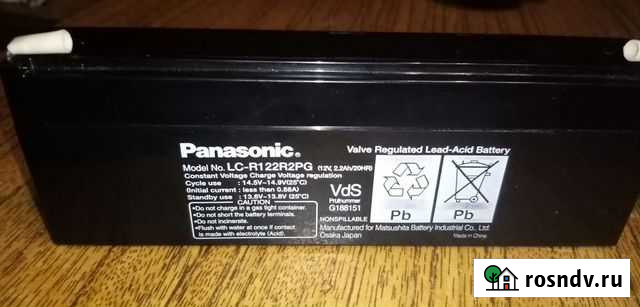 Panasonic®
Valve Regulated Lead-Acid Battery
Model No. LC-R122R2PG (12V, 2.2Ah/20HR)
Constant Voltage Charge Voltage regulation
Cycle use : 14.5V–14.9V(25°C)
(Initial current : less than 0.88A)
Standby use : 13.6V–13.8V (25°C)
CAUTION
•Do not charge in a gas tight container.
•Do not short the battery terminals.
•Do not incinerate.
•Flush with water at once if contact
is made with electrolyte (Acid).
VdS
Prüfnummer
G188151
Pb
Pb
NONSPILLABLE
Manufactured for Matsushita Battery Industrial Co., Ltd.
Osaka Japan
Made in China
rosndv.ru